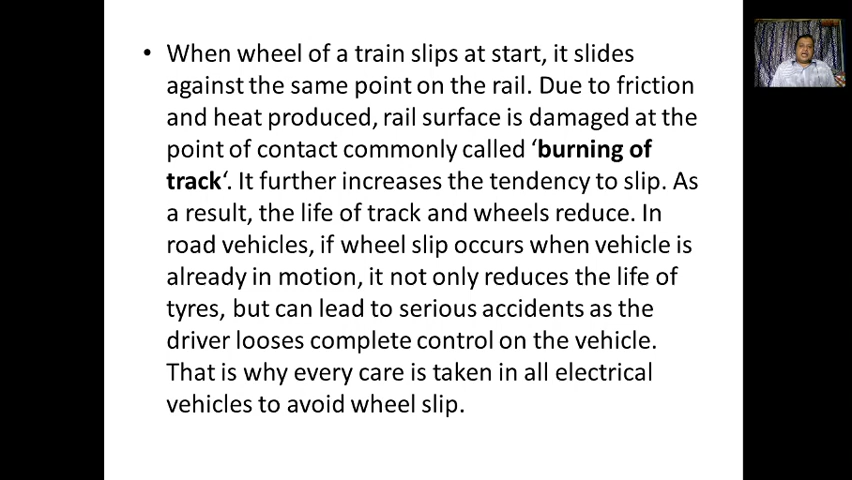 • When wheel of a train slips at start, it slides
against the same point on the rail. Due to friction
and heat produced, rail surface is damaged at the
point of contact commonly called ‘burning of
track‘. It further increases the tendency to slip. As
a result, the life of track and wheels reduce. In
road vehicles, if wheel slip occurs when vehicle is
already in motion, it not only reduces the life of
tyres, but can lead to serious accidents as the
driver looses complete control on the vehicle.
That is why every care is taken in all electrical
vehicles to avoid wheel slip.